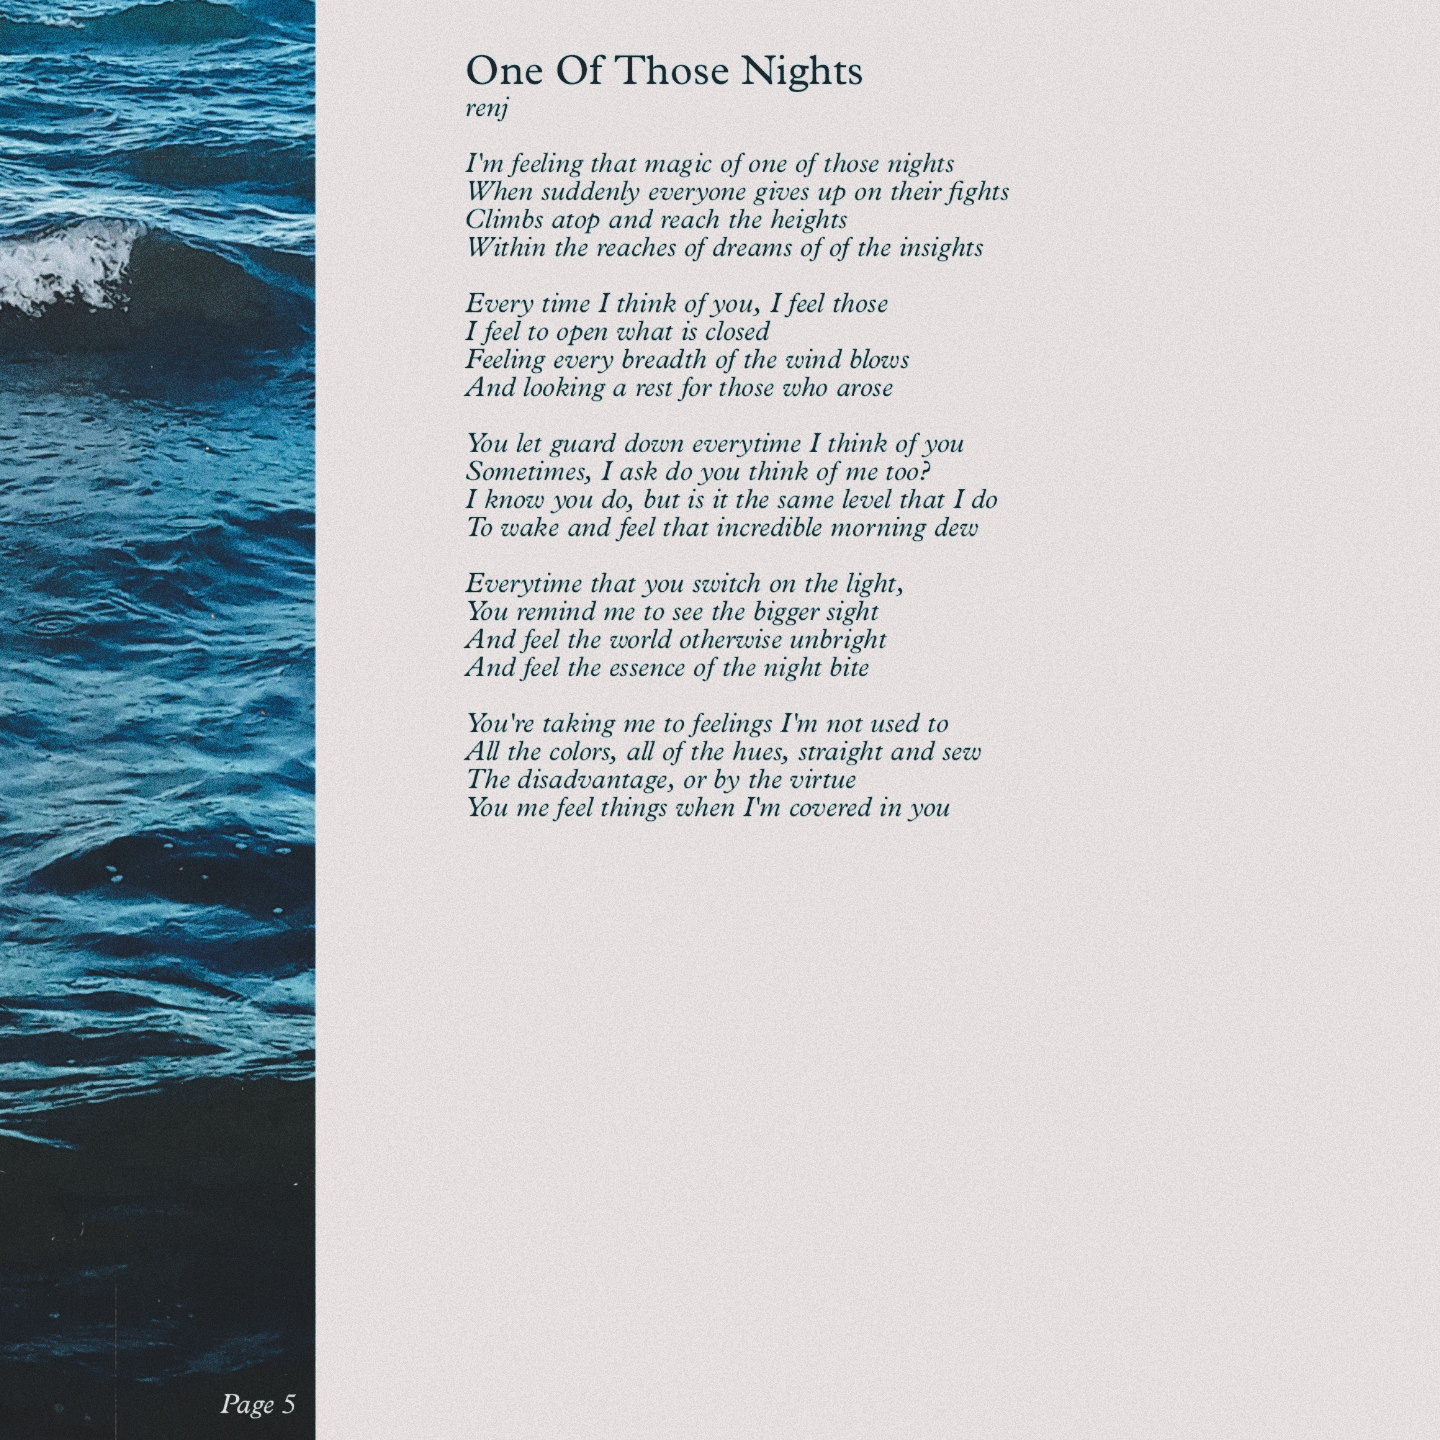 One Of Those Nights
renj
I'm feeling that magic of one of those nights
When suddenly everyone gives up on their fights
Climbs atop and reach the heights
Within the reaches of dreams of of the insights
Every time I think of you, I feel those
I feel to open what is closed
Feeling every breadth of the wind blows
And looking a rest for those who arose
You let guard down everytime I think of you
Sometimes, I ask do you think of me too?
I know you do, but is it the same level that I do
To wake and feel that incredible morning dew
Everytime that you switch on the light,
You remind me to see the bigger sight
And feel the world otherwise unbright
And feel the essence of the night bite
You're taking me to feelings I'm not used to
All the colors, all of the hues, straight and sew
The disadvantage, or by the virtue
You me feel things when I'm covered in you
Page 5